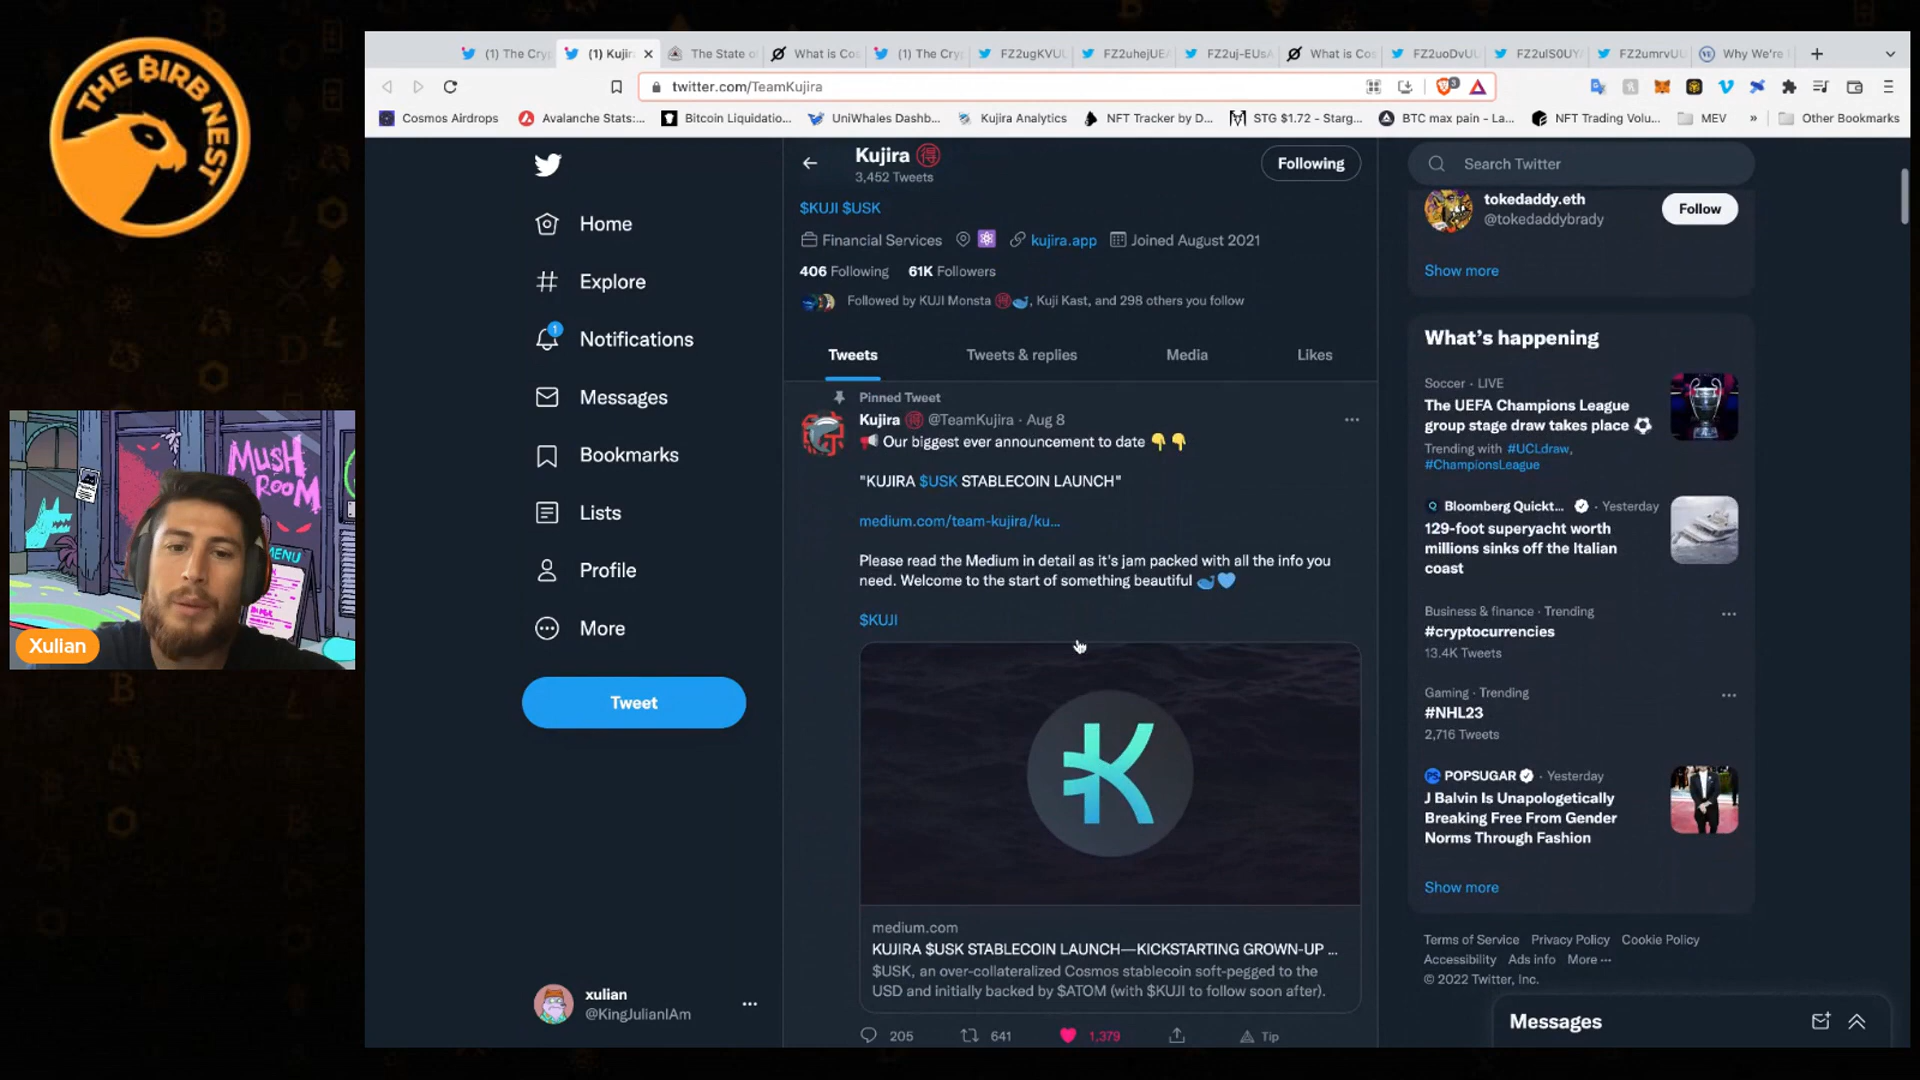 THE BIRB NEST
(1) The Cry
(1) Kujir
The State o
What is Co
(1) The Cry
FZ2ugKVUU
FZ2uhejUEA
FZ2uj-EUsA
What is Co
FZ2uoDvUU
FZ2ulS0UYA
FZ2umrvUU
Why We're
twitter.com/TeamKujira
Cosmos Airdrops
Avalanche Stats:...
Bitcoin Liquidatio...
UniWhales Dashb...
Kujira Analytics
NFT Tracker by D...
STG $1.72 - Starg...
BTC max pain - La...
NFT Trading Volu...
MEV
»
Other Bookmarks
Home
Explore
1
Notifications
Messages
Bookmarks
Lists
Profile
More
Tweet
xulian
@KingJulianIAm
MUSH ROOM
MENU
Xulian
Kujira 得
3,452 Tweets
Following
$KUJI $USK
Financial Services
kujira.app
Joined August 2021
406 Following 61K Followers
Followed by KUJI Monsta 得, Kuji Kast, and 298 others you follow
Tweets
Tweets & replies
Media
Likes
Pinned Tweet
Kujira 得 @TeamKujira · Aug 8
Our biggest ever announcement to date
"KUJIRA $USK STABLECOIN LAUNCH"
medium.com/team-kujira/ku...
Please read the Medium in detail as it's jam packed with all the info you
need. Welcome to the start of something beautiful
$KUJI
medium.com
KUJIRA $USK STABLECOIN LAUNCH—KICKSTARTING GROWN-UP ...
$USK, an over-collateralized Cosmos stablecoin soft-pegged to the
USD and initially backed by $ATOM (with $KUJI to follow soon after).
205
641
1,379
Tip
Search Twitter
tokedaddy.eth
@tokedaddybrady
Follow
Show more
What's happening
Soccer · LIVE
The UEFA Champions League
group stage draw takes place
Trending with #UCLdraw,
#ChampionsLeague
Bloomberg Quickt... · Yesterday
129-foot superyacht worth
millions sinks off the Italian
coast
Business & finance · Trending
#cryptocurrencies
13.4K Tweets
Gaming · Trending
#NHL23
2,716 Tweets
POPSUGAR · Yesterday
J Balvin Is Unapologetically
Breaking Free From Gender
Norms Through Fashion
Show more
Terms of Service Privacy Policy Cookie Policy
Accessibility Ads info More ···
© 2022 Twitter, Inc.
Messages